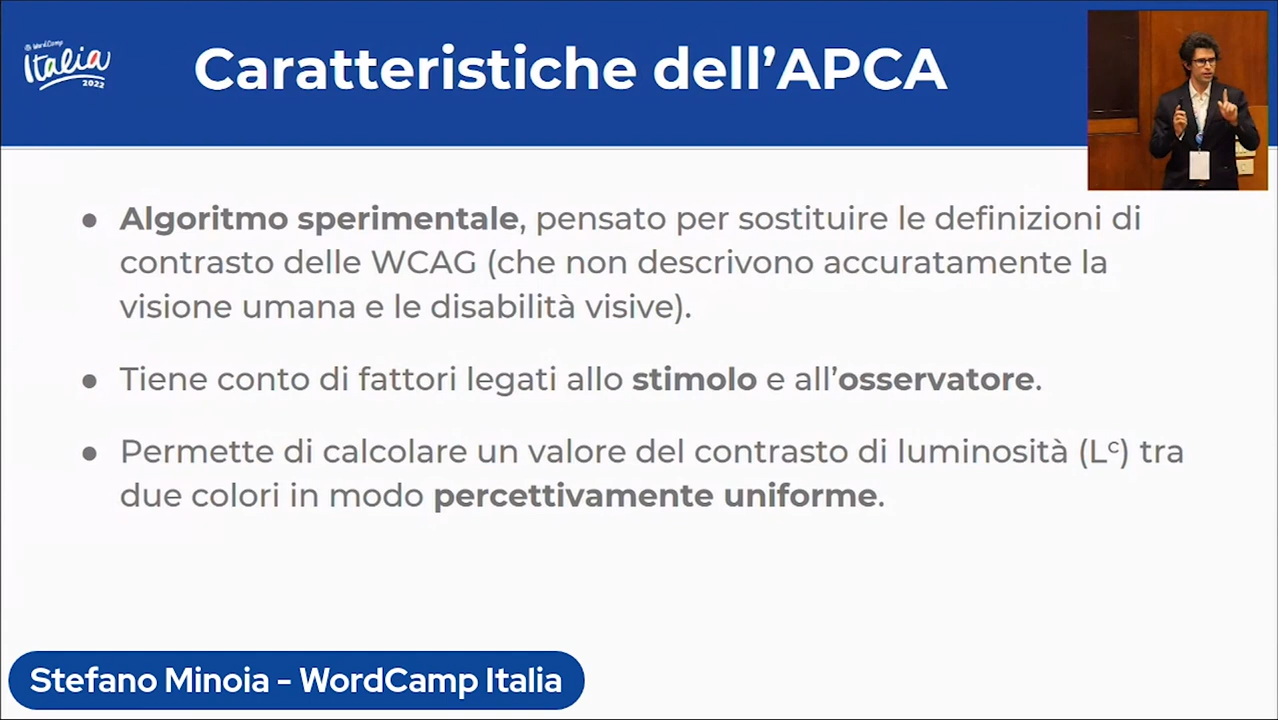 WordCamp
Italia
2022
Caratteristiche dell’APCA
● Algoritmo sperimentale, pensato per sostituire le definizioni di
contrasto delle WCAG (che non descrivono accuratamente la
visione umana e le disabilità visive).
● Tiene conto di fattori legati allo stimolo e all’osservatore.
● Permette di calcolare un valore del contrasto di luminosità (Lᶜ) tra
due colori in modo percettivamente uniforme.
Stefano Minoia - WordCamp Italia